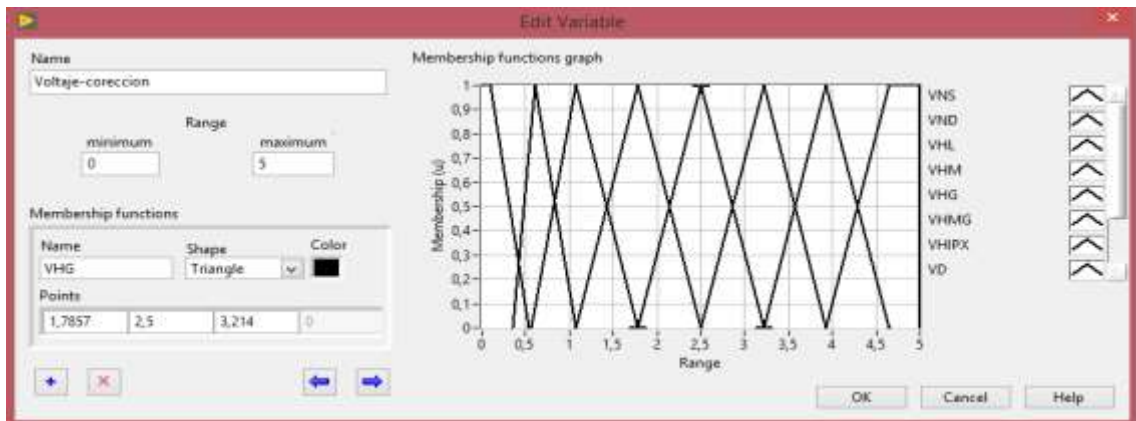 Edit Variable
Name
Voltaje-coreccion
Range
minimum
maximum
0
5
Membership functions
Name
Shape
Color
VHG
Triangle
Points
1,7857
2,5
3,214
0
Membership functions graph
Membership (u)
1
0,9
0,8
0,7
0,6
0,5
0,4
0,3
0,2
0,1
0
0
0,5
1
1,5
2
2,5
3
3,5
4
4,5
5
Range
VNS
VND
VHL
VHM
VHG
VHMG
VHIPX
VD
OK
Cancel
Help